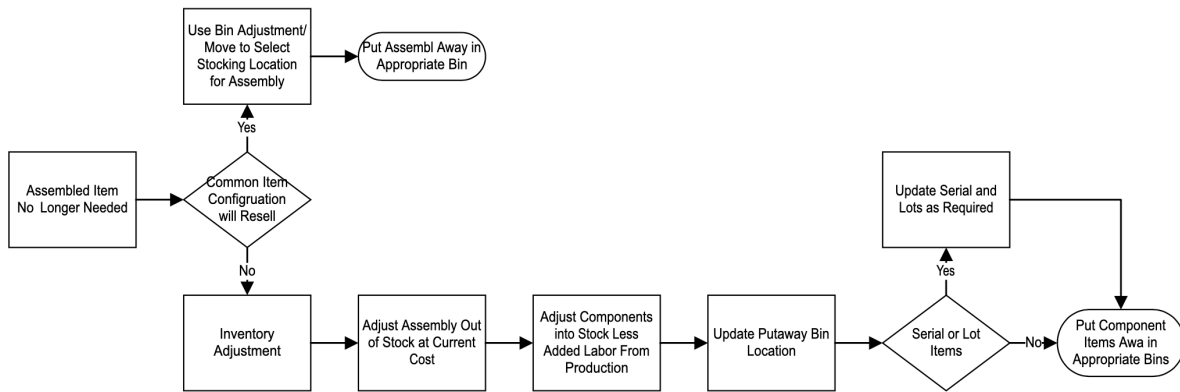 Use Bin Adjustment/
Move to Select
Stocking Location
for Assembly
Put Assembl Away in
Appropriate Bin
Yes
Assembled Item
No Longer Needed
Common Item
Configruation
will Resell
Update Serial and
Lots as Required
No
Yes
Inventory
Adjustment
Adjust Assembly Out
of Stock at Current
Cost
Adjust Components
into Stock Less
Added Labor From
Production
Update Putaway Bin
Location
Serial or Lot
Items
No
Put Component
Items Awa in
Appropriate Bins